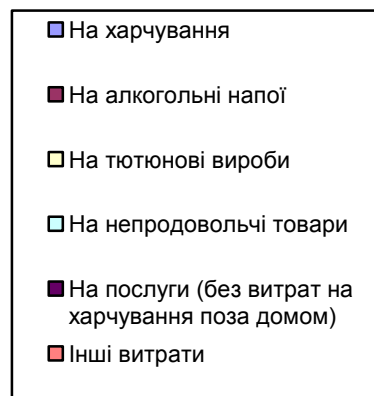 На харчування
На алкогольні напої
На тютюнові вироби
На непродовольчі товари
На послуги (без витрат на
харчування поза домом)
Інші витрати